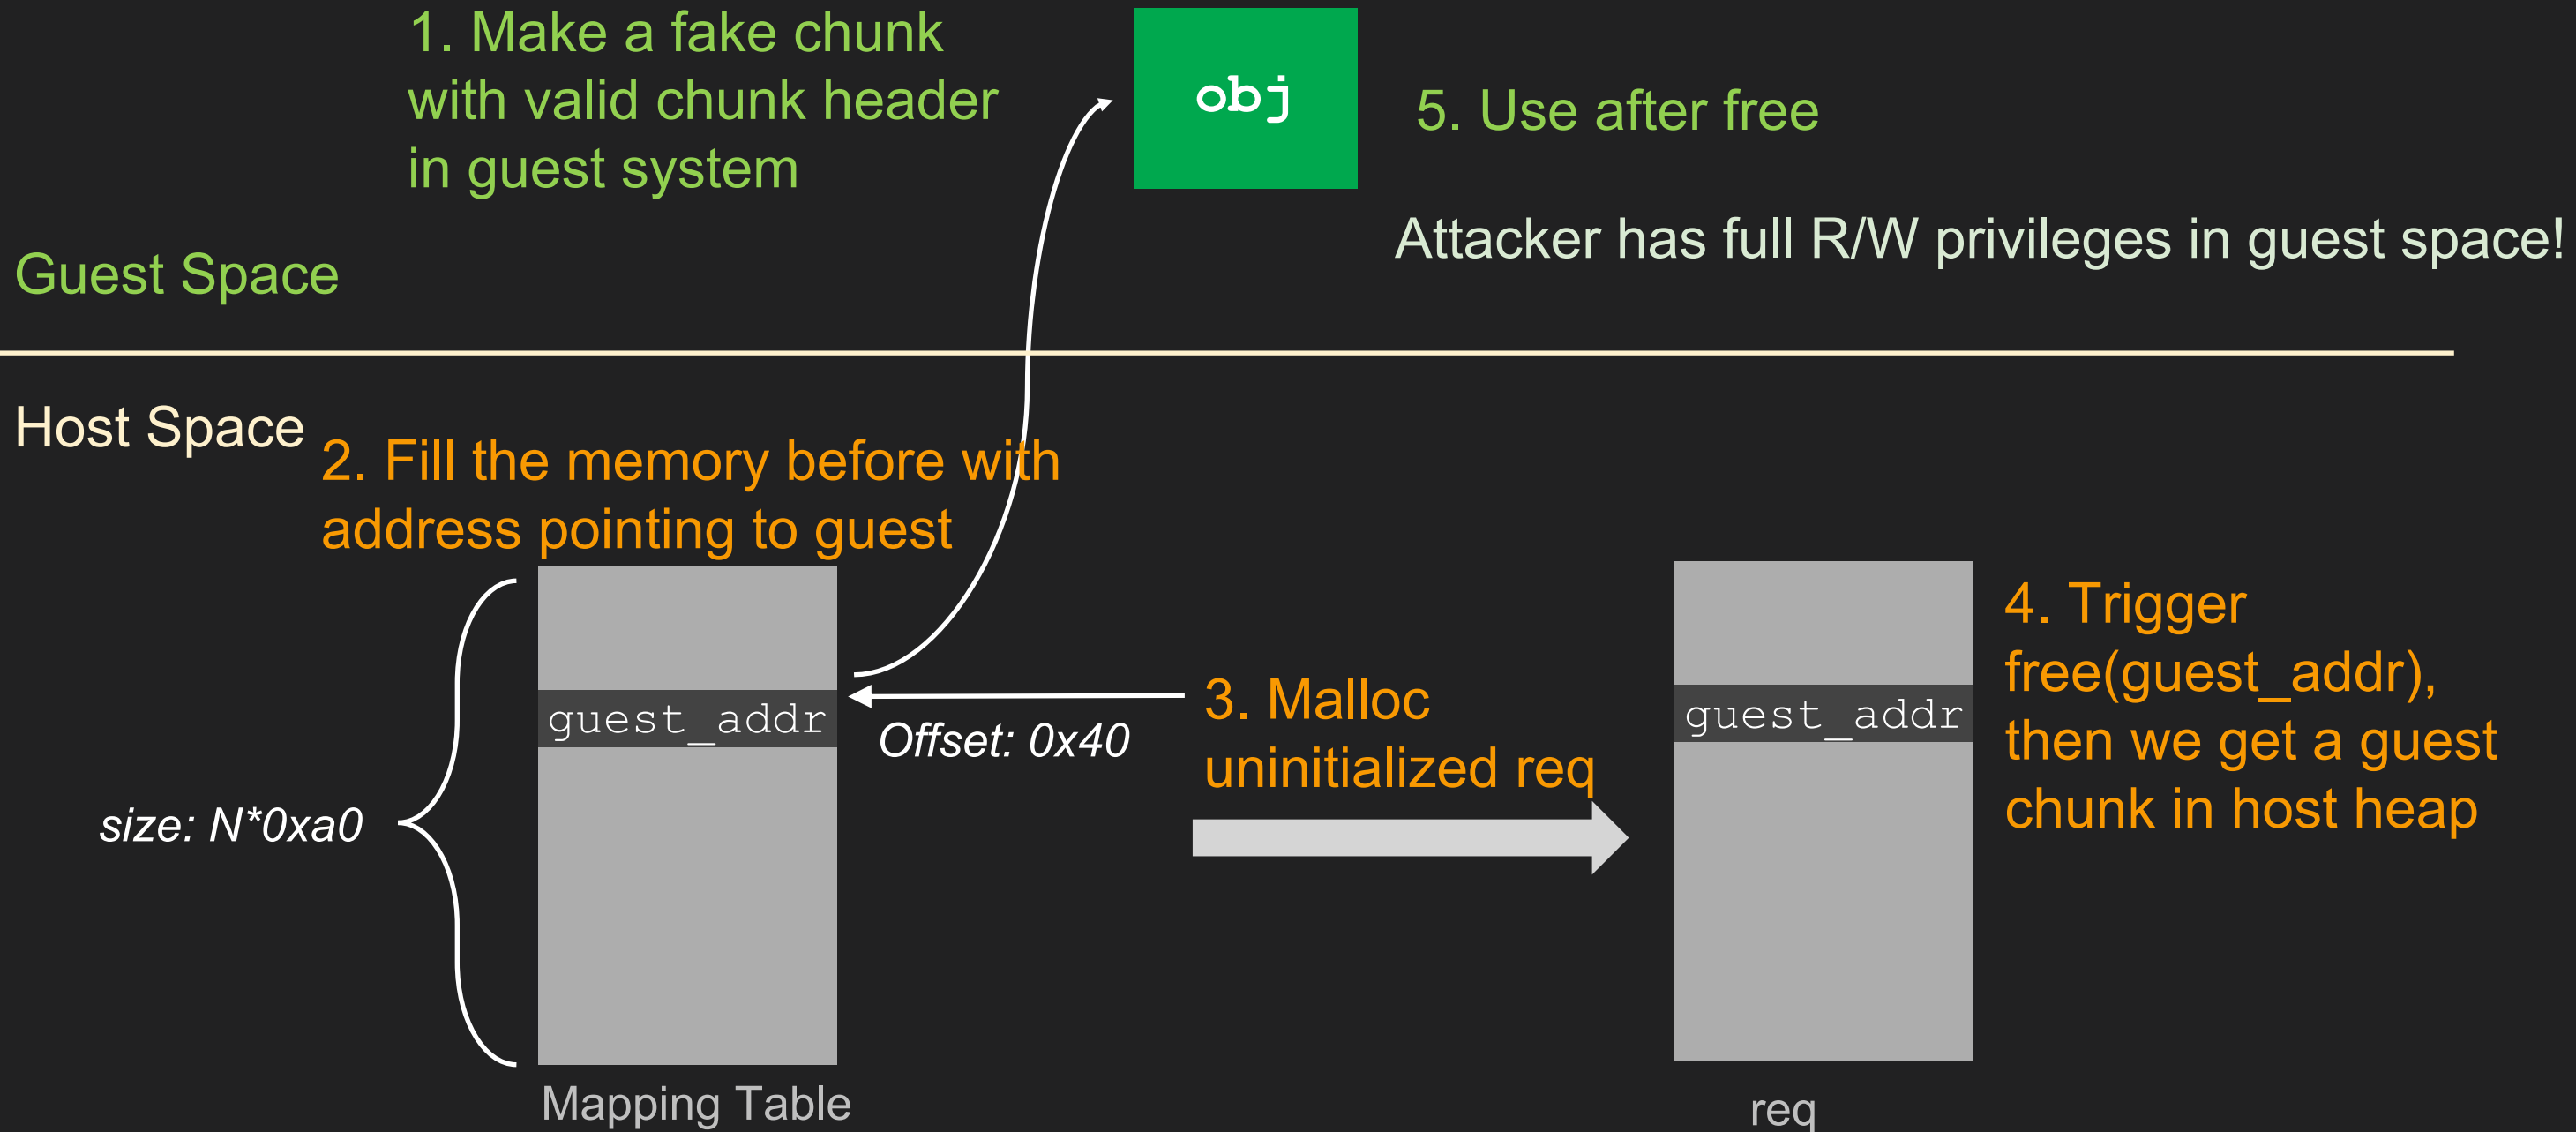 1. Make a fake chunk
with valid chunk header
in guest system
obj
5. Use after free
Attacker has full R/W privileges in guest space!
Guest Space
Host Space
2. Fill the memory before with
address pointing to guest
guest_addr
size: N*0xa0
Mapping Table
Offset: 0x40
3. Malloc
uninitialized req
guest_addr
req
4. Trigger
free(guest_addr),
then we get a guest
chunk in host heap